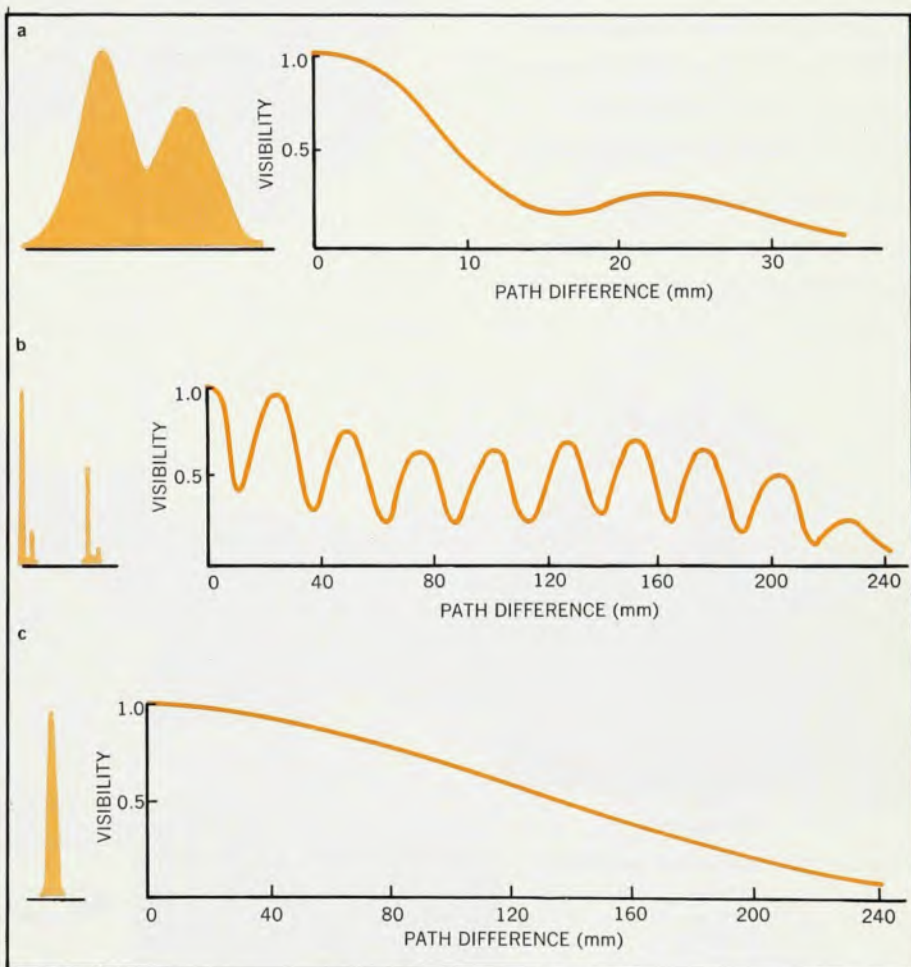 a
VISIBILITY
1.0
0.5
0 10 20 30
PATH DIFFERENCE (mm)
b
VISIBILITY
1.0
0.5
0 40 80 120 160 200 240
PATH DIFFERENCE (mm)
c
VISIBILITY
1.0
0.5
0 40 80 120 160 200 240
PATH DIFFERENCE (mm)